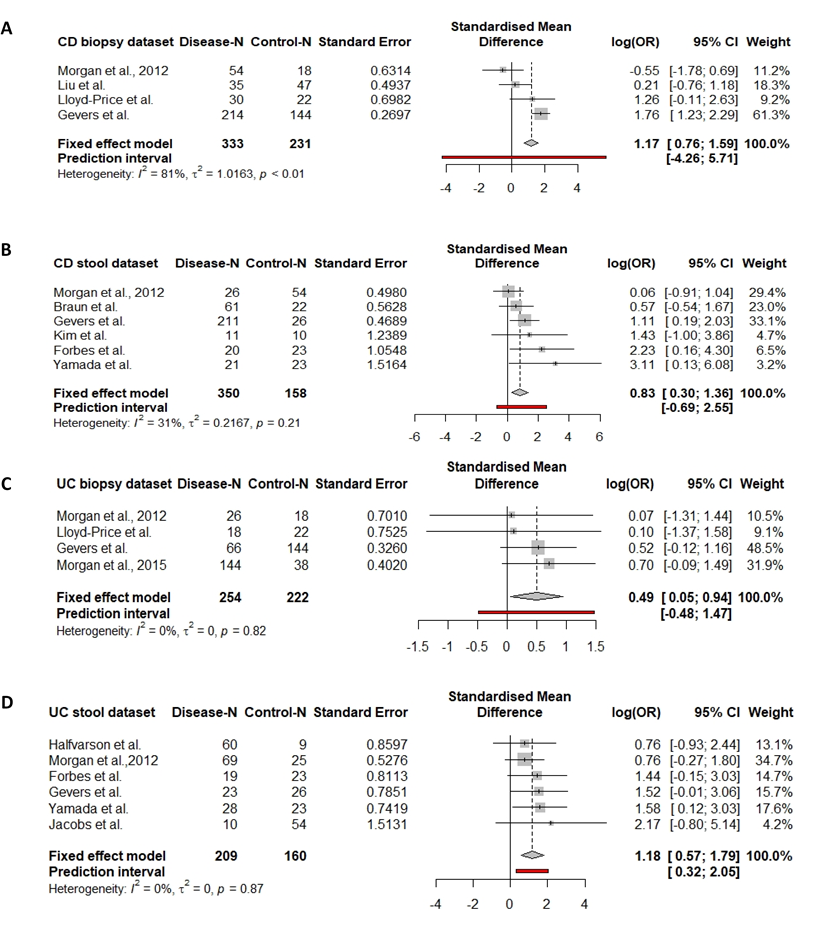 A
Standardised Mean
CD biopsy dataset Disease-N Control-N Standard Error Difference log(OR) 95% CI Weight
Morgan et al., 2012 54 18 0.6314 -0.55 [-1.78; 0.69] 11.2%
Liu et al. 35 47 0.4937 0.21 [-0.76; 1.18] 18.3%
Lloyd-Price et al. 30 22 0.6982 1.26 [-0.11; 2.63] 9.2%
Gevers et al. 214 144 0.2697 1.76 [ 1.23; 2.29] 61.3%
Fixed effect model 333 231 1.17 [ 0.76; 1.59] 100.0%
Prediction interval [-4.26; 5.71]
Heterogeneity: I² = 81%, τ² = 1.0163, p < 0.01
-4 -2 0 2 4
B
Standardised Mean
CD stool dataset Disease-N Control-N Standard Error Difference log(OR) 95% CI Weight
Morgan et al., 2012 26 54 0.4980 0.06 [-0.91; 1.04] 29.4%
Braun et al. 61 22 0.5628 0.57 [-0.54; 1.67] 23.0%
Gevers et al. 211 26 0.4689 1.11 [ 0.19; 2.03] 33.1%
Kim et al. 11 10 1.2389 1.43 [-1.00; 3.86] 4.7%
Forbes et al. 20 23 1.0548 2.23 [ 0.16; 4.30] 6.5%
Yamada et al. 21 23 1.5164 3.11 [ 0.13; 6.08] 3.2%
Fixed effect model 350 158 0.83 [ 0.30; 1.36] 100.0%
Prediction interval [-0.69; 2.55]
Heterogeneity: I² = 31%, τ² = 0.2167, p = 0.21
-6 -4 -2 0 2 4 6
C
Standardised Mean
UC biopsy dataset Disease-N Control-N Standard Error Difference log(OR) 95% CI Weight
Morgan et al., 2012 26 18 0.7010 0.07 [-1.31; 1.44] 10.5%
Lloyd-Price et al. 18 22 0.7525 0.10 [-1.37; 1.58] 9.1%
Gevers et al. 66 144 0.3260 0.52 [-0.12; 1.16] 48.5%
Morgan et al., 2015 144 38 0.4020 0.70 [-0.09; 1.49] 31.9%
Fixed effect model 254 222 0.49 [ 0.05; 0.94] 100.0%
Prediction interval [-0.48; 1.47]
Heterogeneity: I² = 0%, τ² = 0, p = 0.82
-1.5 -1 -0.5 0 0.5 1 1.5
D
Standardised Mean
UC stool dataset Disease-N Control-N Standard Error Difference log(OR) 95% CI Weight
Halfvarson et al. 60 9 0.8597 0.76 [-0.93; 2.44] 13.1%
Morgan et al.,2012 69 25 0.5276 0.76 [-0.27; 1.80] 34.7%
Forbes et al. 19 23 0.8113 1.44 [-0.15; 3.03] 14.7%
Gevers et al. 23 26 0.7851 1.52 [-0.01; 3.06] 15.7%
Yamada et al. 28 23 0.7419 1.58 [ 0.12; 3.03] 17.6%
Jacobs et al. 10 54 1.5131 2.17 [-0.80; 5.14] 4.2%
Fixed effect model 209 160 1.18 [ 0.57; 1.79] 100.0%
Prediction interval [ 0.32; 2.05]
Heterogeneity: I² = 0%, τ² = 0, p = 0.87
-4 -2 0 2 4